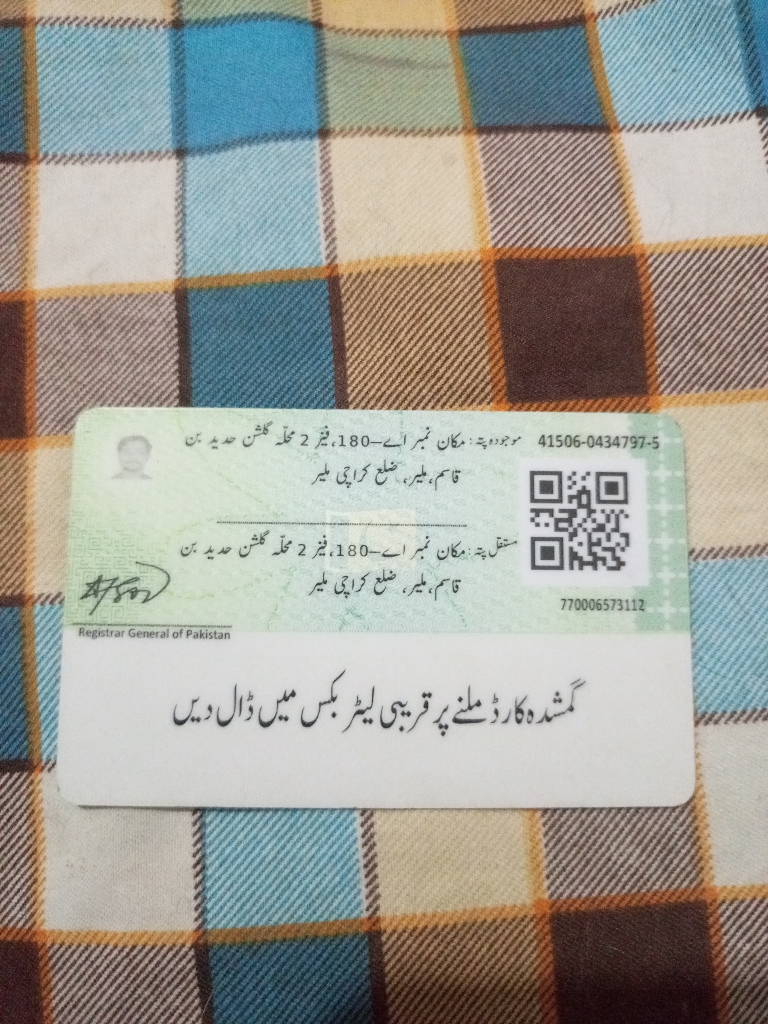 41506-0434797-5
موجودہ پتہ: مکان نمبر اے-180، فیز 2 محلّہ گلشن حدید بن
قاسم، ملیر، ضلع کراچی ملیر
مستقل پتہ: مکان نمبر اے-180، فیز 2 محلّہ گلشن حدید بن
قاسم، ملیر، ضلع کراچی ملیر
770006573112
Registrar General of Pakistan
گمشدہ کارڈ ملنے پر قریبی لیٹر بکس میں ڈال دیں